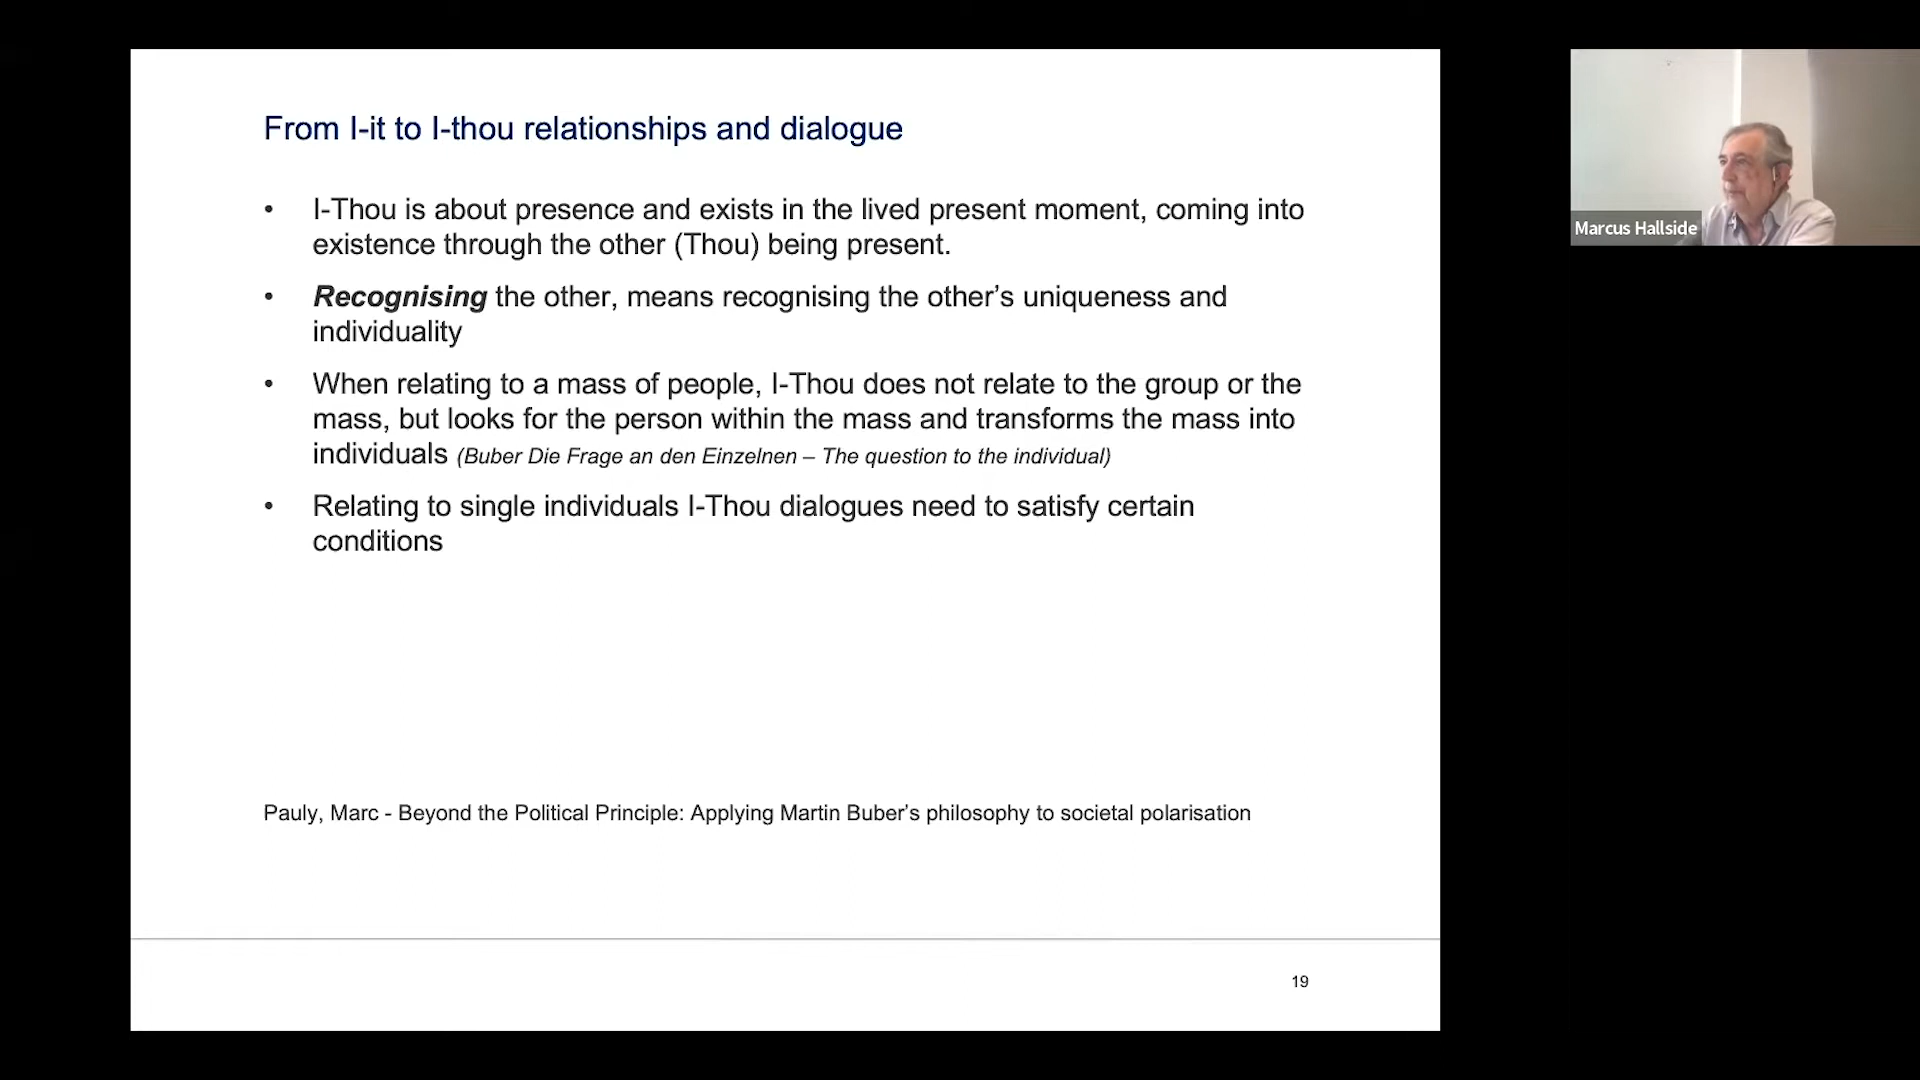 From I-it to I-thou relationships and dialogue
• I-Thou is about presence and exists in the lived present moment, coming into
existence through the other (Thou) being present.
• Recognising the other, means recognising the other’s uniqueness and
individuality
• When relating to a mass of people, I-Thou does not relate to the group or the
mass, but looks for the person within the mass and transforms the mass into
individuals (Buber Die Frage an den Einzelnen – The question to the individual)
• Relating to single individuals I-Thou dialogues need to satisfy certain
conditions
Pauly, Marc - Beyond the Political Principle: Applying Martin Buber’s philosophy to societal polarisation
19
Marcus Hallside